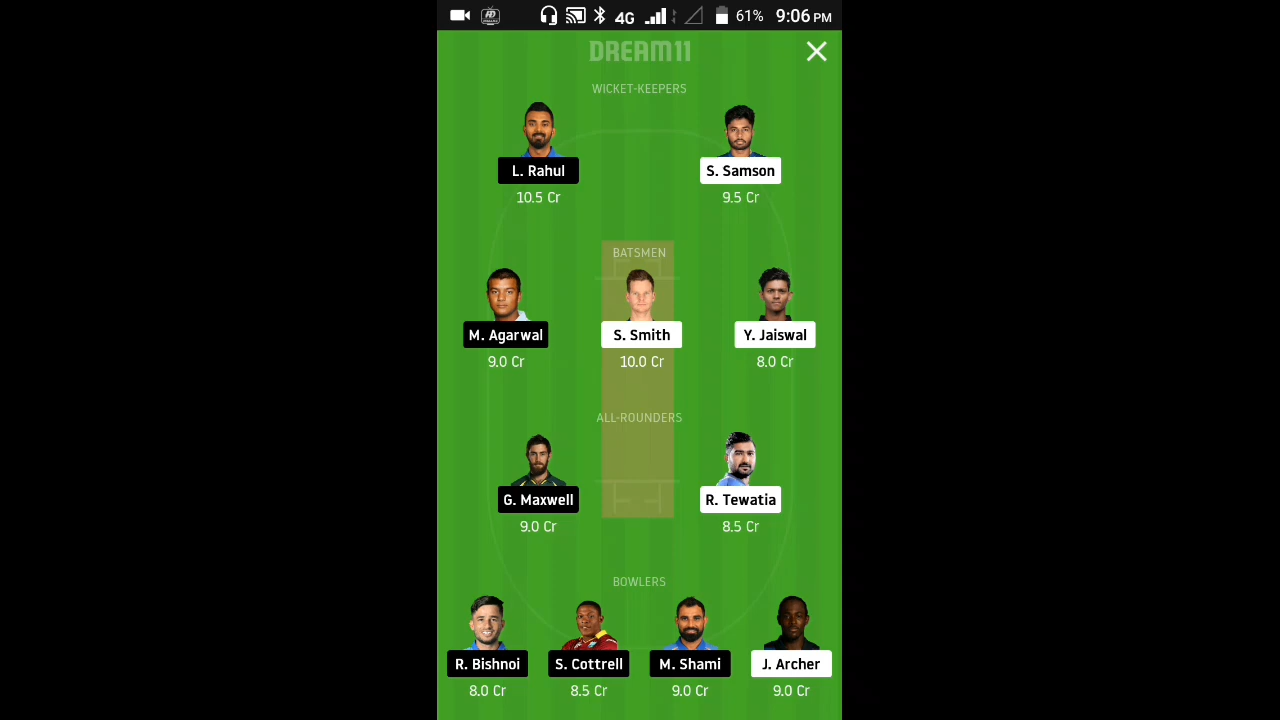 4G 61% 9:06 PM
DREAM11
WICKET-KEEPERS
L. Rahul S. Samson
10.5 Cr 9.5 Cr
BATSMEN
M. Agarwal S. Smith Y. Jaiswal
9.0 Cr 10.0 Cr 8.0 Cr
ALL-ROUNDERS
G. Maxwell R. Tewatia
9.0 Cr 8.5 Cr
BOWLERS
R. Bishnoi S. Cottrell M. Shami J. Archer
8.0 Cr 8.5 Cr 9.0 Cr 9.0 Cr